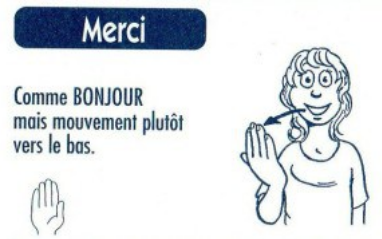 Merci
Comme BONJOUR
mais mouvement plutôt
vers le bas.